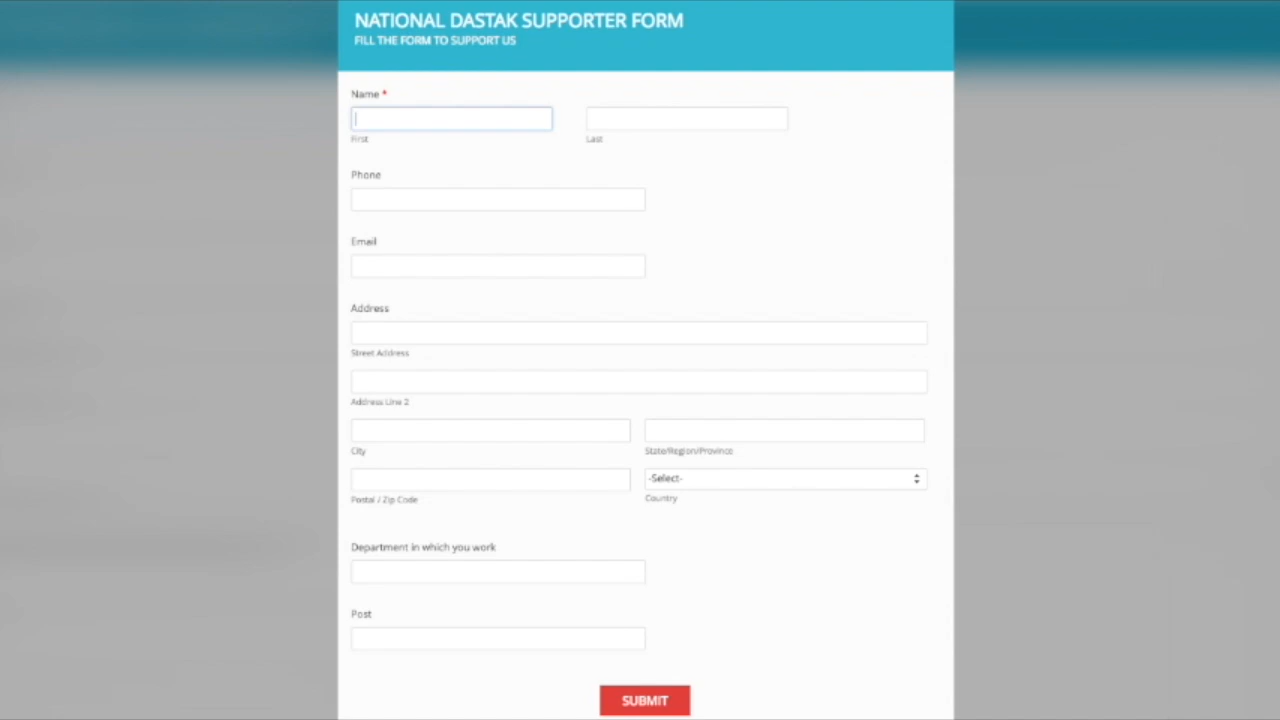 NATIONAL DASTAK SUPPORTER FORM
FILL THE FORM TO SUPPORT US
Name *
First Last
Phone
Email
Address
Street Address
Address Line 2
City State/Region/Province
-Select-
Postal / Zip Code Country
Department in which you work
Post
SUBMIT